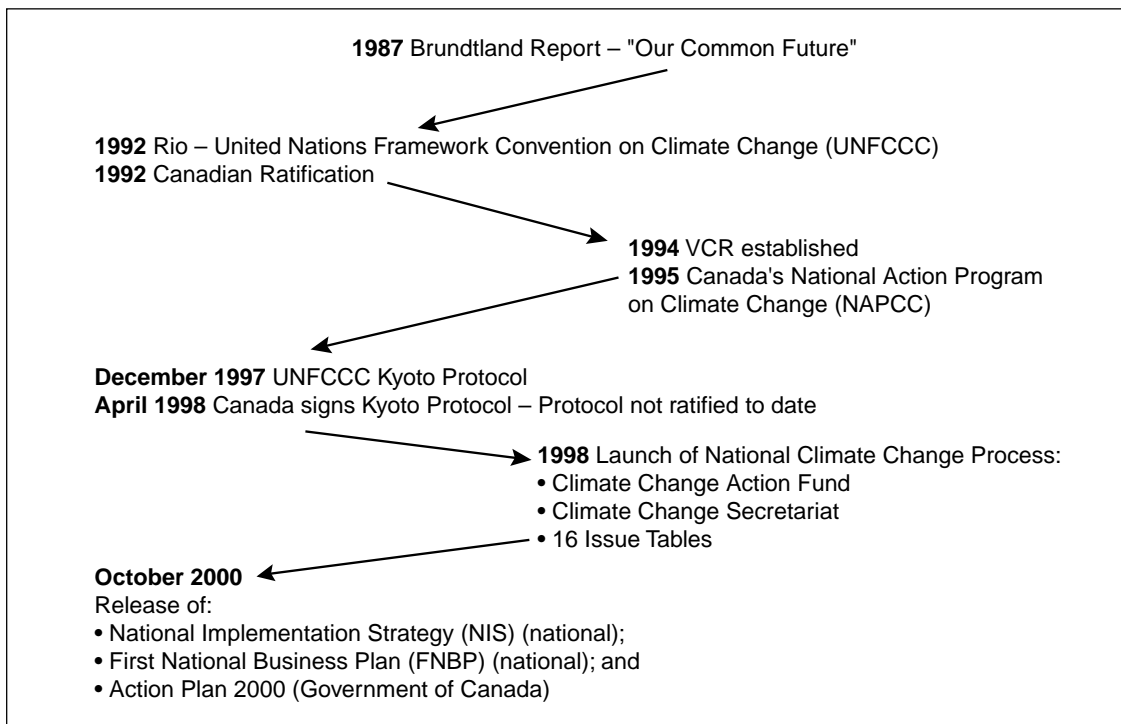 1987 Brundtland Report – "Our Common Future"
1992 Rio – United Nations Framework Convention on Climate Change (UNFCCC)
1992 Canadian Ratification
1994 VCR established
1995 Canada's National Action Program
on Climate Change (NAPCC)
December 1997 UNFCCC Kyoto Protocol
April 1998 Canada signs Kyoto Protocol – Protocol not ratified to date
1998 Launch of National Climate Change Process:
• Climate Change Action Fund
• Climate Change Secretariat
• 16 Issue Tables
October 2000
Release of:
• National Implementation Strategy (NIS) (national);
• First National Business Plan (FNBP) (national); and
• Action Plan 2000 (Government of Canada)